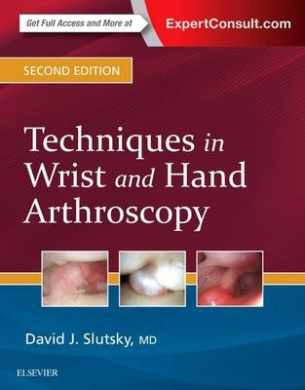 Get Full Access and More at
ExpertConsult.com
SECOND EDITION
Techniques in
Wrist and Hand
Arthroscopy
David J. Slutsky, MD
ELSEVIER